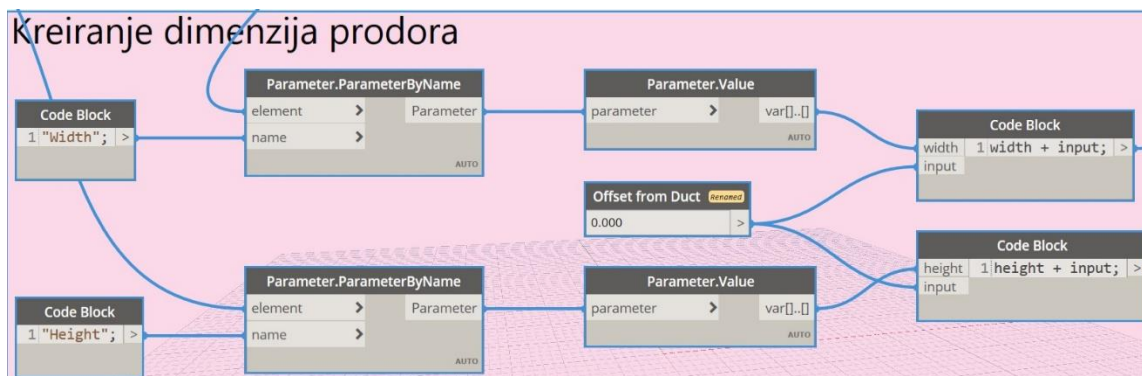 Kreiranje dimenzija prodora
Parameter.ParameterByName
element > Parameter
name >
AUTO
Parameter.Value
parameter > var[]..[]
AUTO
Code Block
1 "Width"; >
Code Block
width 1 width + input; >
input
Offset from Duct Renamed
0.000 >
Code Block
height 1 height + input; >
input
Parameter.ParameterByName
element > Parameter
name >
AUTO
Parameter.Value
parameter > var[]..[]
AUTO
Code Block
1 "Height"; >